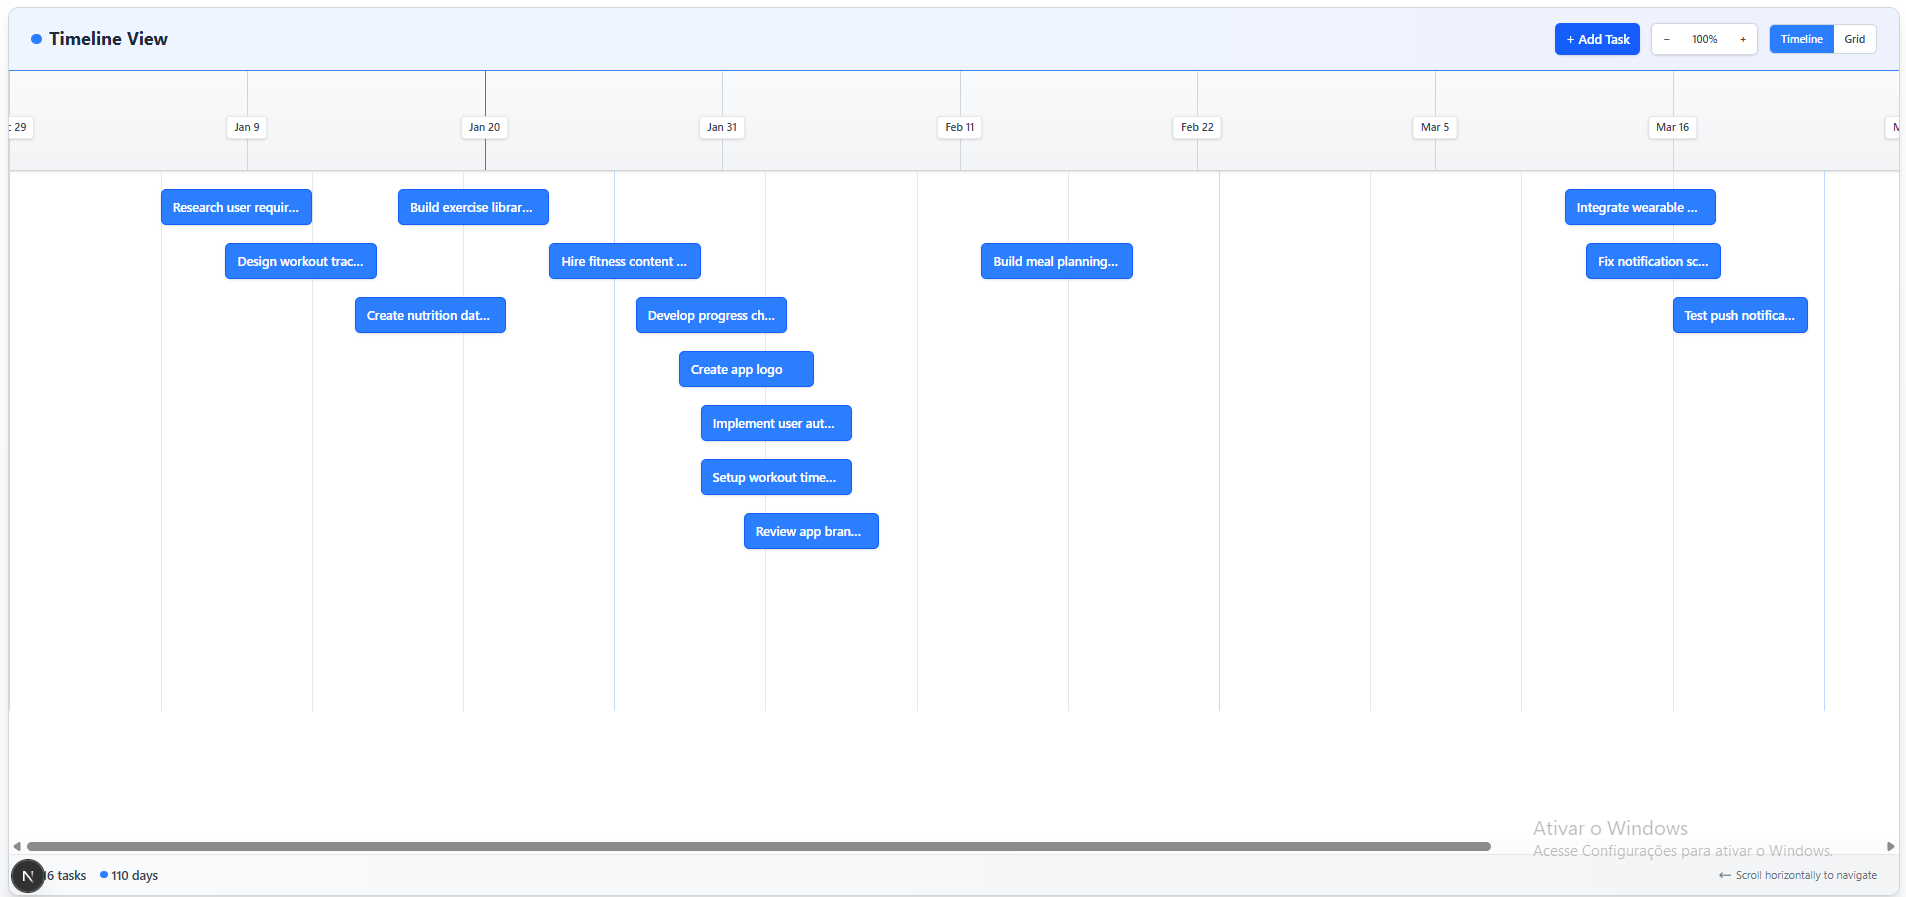 Timeline View
+ Add Task
− 100% +
Timeline Grid
29
Jan 9
Jan 20
Jan 31
Feb 11
Feb 22
Mar 5
Mar 16
Research user requir...
Build exercise librar...
Integrate wearable ...
Design workout trac...
Hire fitness content ...
Build meal planning...
Fix notification sc...
Create nutrition dat...
Develop progress ch...
Test push notifica...
Create app logo
Implement user aut...
Setup workout time...
Review app bran...
Ativar o Windows
Acesse Configurações para ativar o Windows.
N
16 tasks
110 days
← Scroll horizontally to navigate